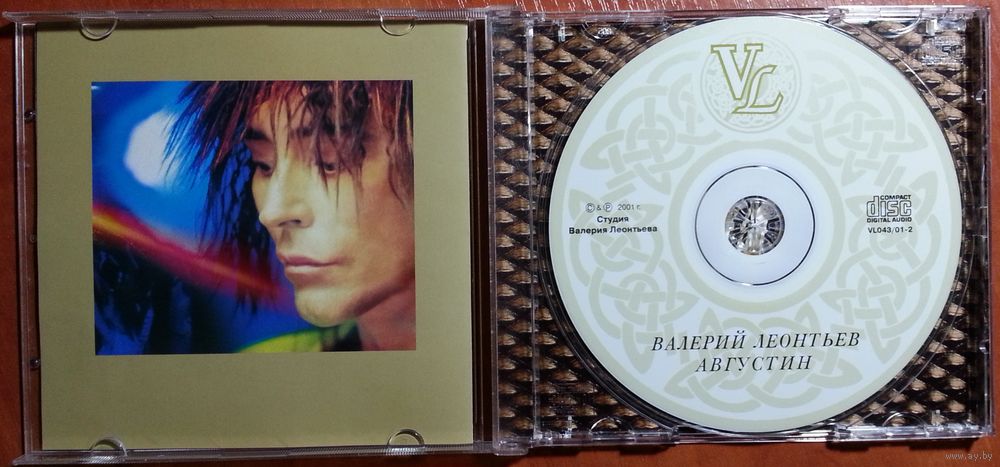 VL
© & ℗ 2001 г.
Студия
Валерия Леонтьева
COMPACT
disc
DIGITAL AUDIO
VL043/01-2
ВАЛЕРИЙ ЛЕОНТЬЕВ
АВГУСТИН
www.ay.by